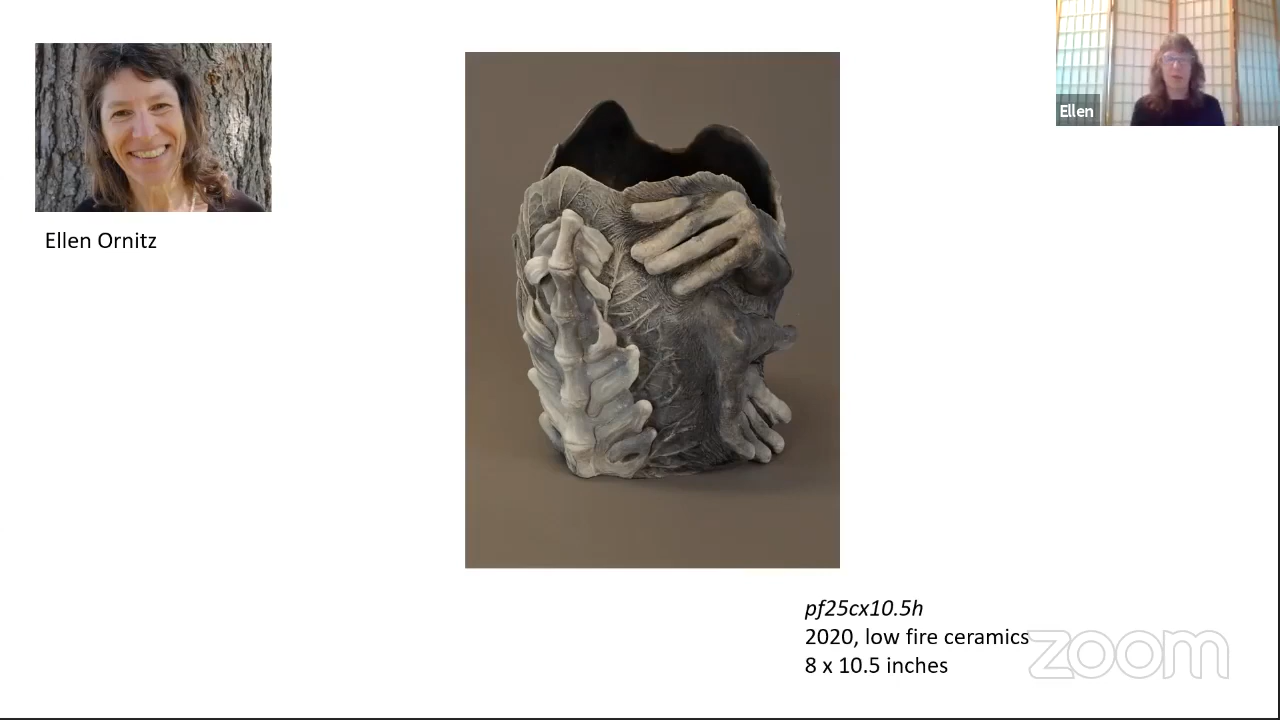 Ellen
Ellen Ornitz
pf25cx10.5h
2020, low fire ceramics
8 x 10.5 inches
zoom